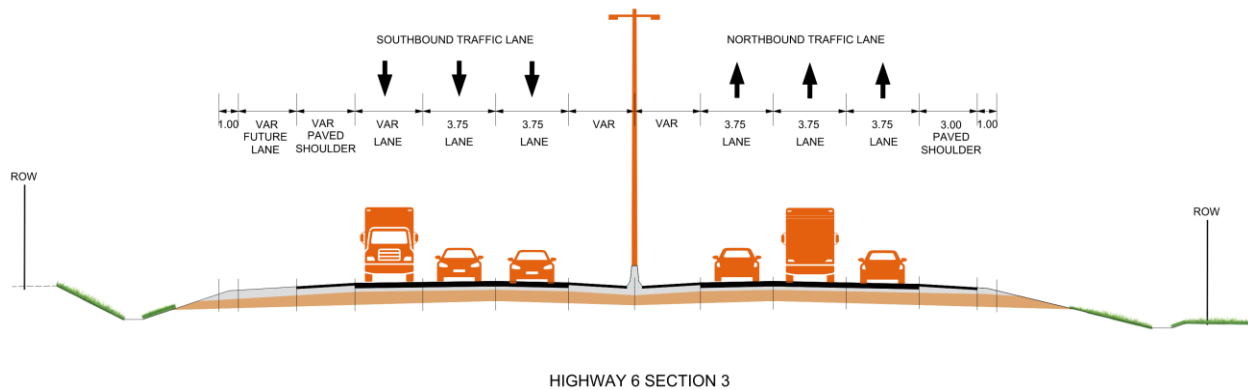 SOUTHBOUND TRAFFIC LANE
NORTHBOUND TRAFFIC LANE
1.00
VAR
FUTURE
LANE
VAR
PAVED
SHOULDER
VAR
LANE
3.75
LANE
3.75
LANE
VAR
VAR
3.75
LANE
3.75
LANE
3.75
LANE
3.00
PAVED
SHOULDER
1.00
ROW
ROW
HIGHWAY 6 SECTION 3